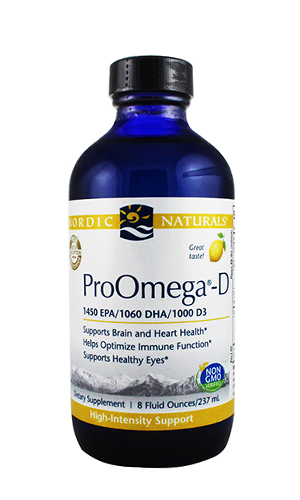 NORDIC NATURALS®
Great
taste!
ProOmega®-D
1450 EPA/1060 DHA/1000 D3
Supports Brain and Heart Health*
Helps Optimize Immune Function*
Supports Healthy Eyes*
NON
GMO
Dietary Supplement | 8 Fluid Ounces/237 mL
High-Intensity Support